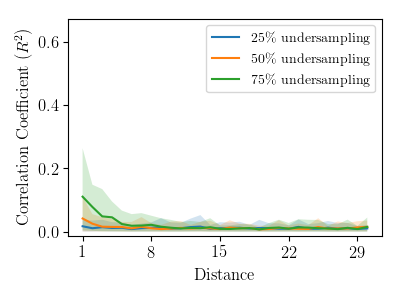 Correlation Coefficient (R²)
0.6
0.4
0.2
0.0
25% undersampling
50% undersampling
75% undersampling
1 8 15 22 29
Distance